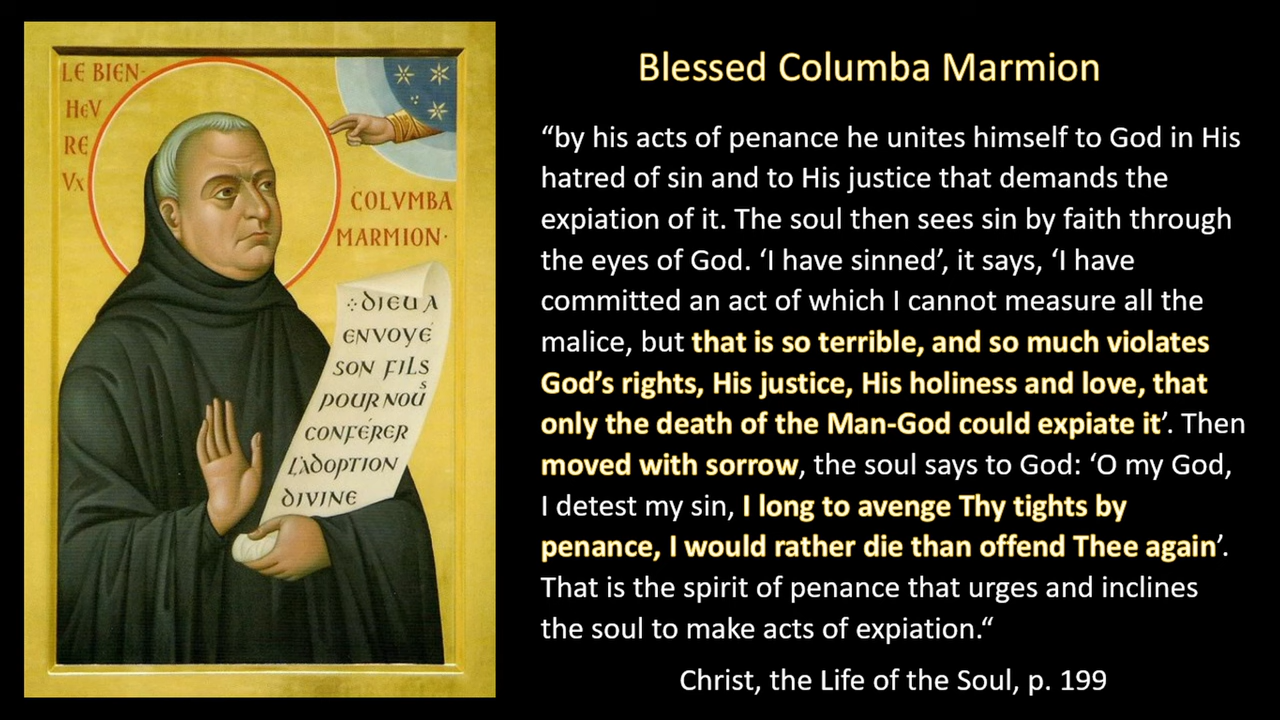 LE BIEN·
HEV
RE
VX
COLVMBA
MARMION·
⁘DIEU A
ENVOYÉ
SON FILS
POUR NOUS
CONFÉRER
L'ADOPTION
DIVINE
Blessed Columba Marmion
“by his acts of penance he unites himself to God in His
hatred of sin and to His justice that demands the
expiation of it. The soul then sees sin by faith through
the eyes of God. ‘I have sinned’, it says, ‘I have
committed an act of which I cannot measure all the
malice, but that is so terrible, and so much violates
God’s rights, His justice, His holiness and love, that
only the death of the Man-God could expiate it’. Then
moved with sorrow, the soul says to God: ‘O my God,
I detest my sin, I long to avenge Thy tights by
penance, I would rather die than offend Thee again’.
That is the spirit of penance that urges and inclines
the soul to make acts of expiation.“
Christ, the Life of the Soul, p. 199